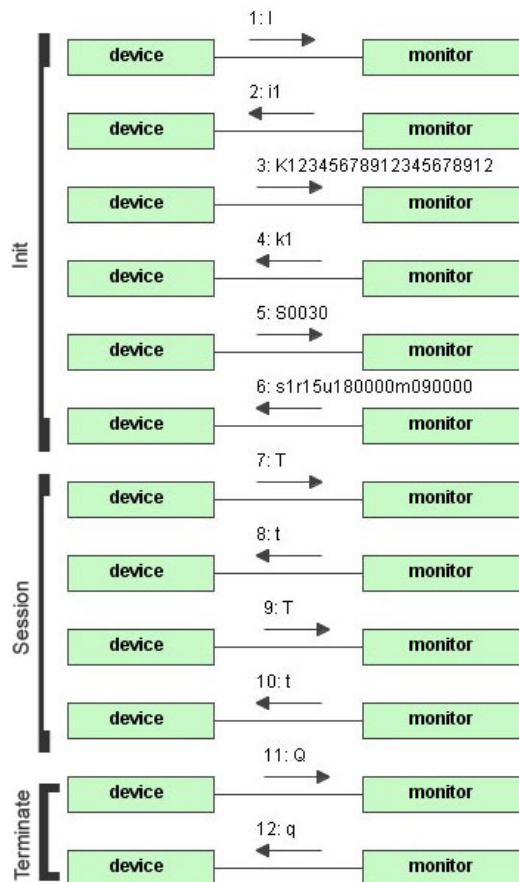 1: I
device
monitor
2: i1
device
monitor
3: K12345678912345678912
device
monitor
4: k1
device
monitor
5: S0030
device
monitor
6: s1r15u180000m090000
device
monitor
Init
7: T
device
monitor
8: t
device
monitor
9: T
device
monitor
10: t
device
monitor
Session
11: Q
device
monitor
12: q
device
monitor
Terminate